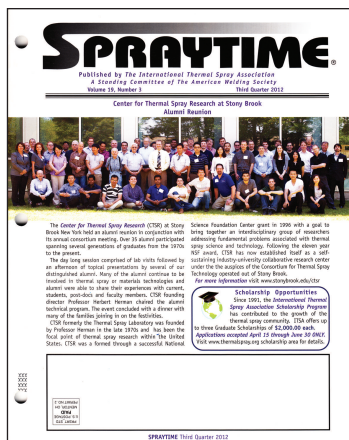 SPRAYTIME®
Published by The International Thermal Spray Association
A Standing Committee of The American Welding Society
Volume 19, Number 3 Third Quarter 2012
Center for Thermal Spray Research at Stony Brook
Alumni Reunion
The Center for Thermal Spray Research (CTSR) at Stony
Brook New York held an alumni reunion in conjunction with
its annual consortium meeting. Over 35 alumni participated
spanning several generations of graduates from the 1970s
to the present.
The day long session comprised of lab visits followed by
an afternoon of topical presentations by several of our
distinguished alumni. Many of the alumni continue to be
involved in thermal spray or materials technologies and
alumni were able to share their experiences with current,
students, post-docs and faculty members. CTSR founding
director Professor Herbert Herman chaired the alumni
technical program. The event concluded with a dinner with
many of the families joining in on the festivities.
CTSR formerly the Thermal Spray Laboratory was founded
by Professor Herman in the late 1970s and has been the
focal point of thermal spray research within the United
States. CTSR was a formed through a successful National
Science Foundation Center grant in 1996 with a goal to
bring together an interdisciplinary group of researchers
addressing fundamental problems associated with thermal
spray science and technology. Following the eleven year
NSF award, CTSR has now established itself as a self-
sustaining industry-university collaborative research center
under the the auspices of the Consortium for Thermal Spray
Technology operated out of Stony Brook.
For more information visit www.stonybrook.edu/ctsr
Scholarship Opportunities
Since 1991, the International Thermal
Spray Association Scholarship Program
has contributed to the growth of the
thermal spray community. ITSA offers up
to three Graduate Scholarships of $2,000.00 each.
Applications accepted April 15 through June 30 ONLY.
Visit www.thermalspray.org scholarship area for details.
XXX
XXX
XXX
XXX
PRSRT STD
U.S. POSTAGE
PAID
MENTOR, OH
PERMIT NO. 2
SPRAYTIME Third Quarter 2012